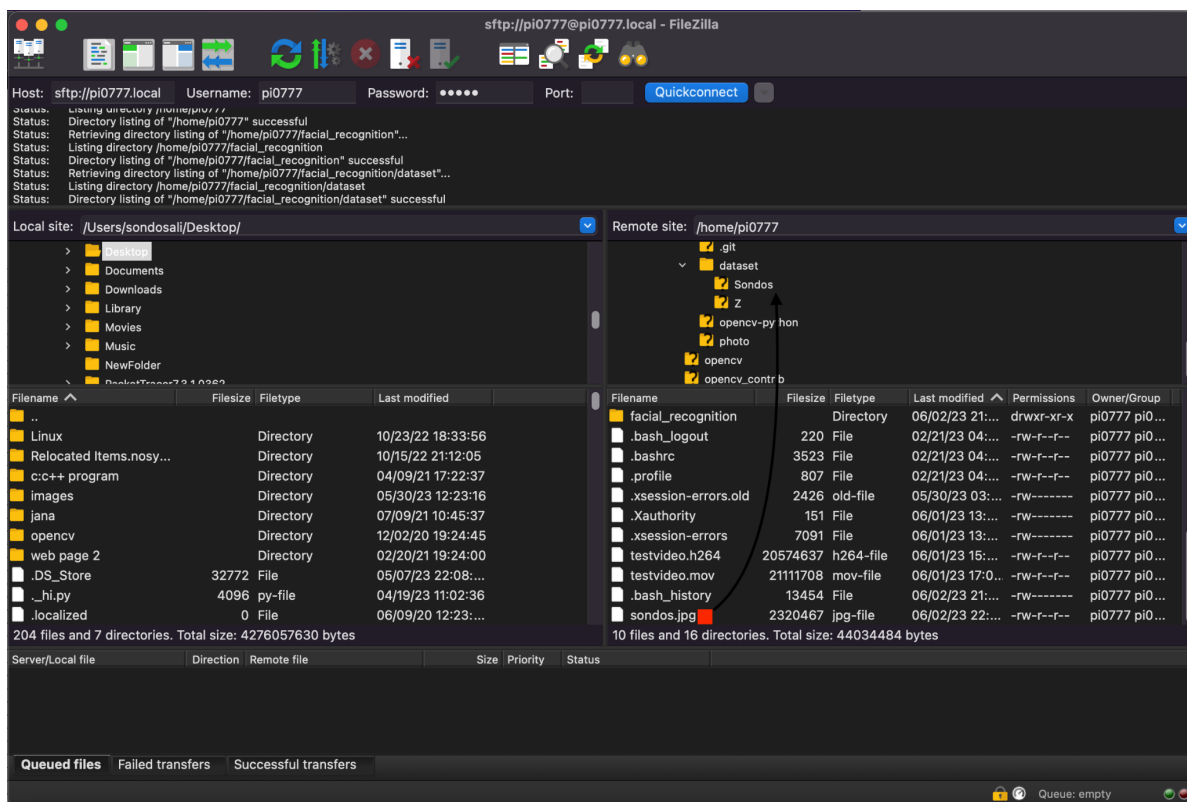 sftp://pi0777@pi0777.local - FileZilla
Host: sftp://pi0777.local Username: pi0777 Password: ●●●●● Port: Quickconnect
Status: Listing directory /home/pi0777
Status: Directory listing of "/home/pi0777" successful
Status: Retrieving directory listing of "/home/pi0777/facial_recognition"...
Status: Listing directory /home/pi0777/facial_recognition
Status: Directory listing of "/home/pi0777/facial_recognition" successful
Status: Retrieving directory listing of "/home/pi0777/facial_recognition/dataset"...
Status: Listing directory /home/pi0777/facial_recognition/dataset
Status: Directory listing of "/home/pi0777/facial_recognition/dataset" successful
Local site: /Users/sondosali/Desktop/
Desktop
Documents
Downloads
Library
Movies
Music
NewFolder
PacketTracer7.3.1.0362
Filename Filesize Filetype Last modified
..
Linux Directory 10/23/22 18:33:56
Relocated Items.nosy... Directory 10/15/22 21:12:05
c:c++ program Directory 04/09/21 17:22:37
images Directory 05/30/23 12:23:16
jana Directory 07/09/21 10:45:37
opencv Directory 12/02/20 19:24:45
web page 2 Directory 02/20/21 19:24:00
.DS_Store 32772 File 05/07/23 22:08:...
._hi.py 4096 py-file 04/19/23 11:02:36
.localized 0 File 06/09/20 12:23:...
204 files and 7 directories. Total size: 4276057630 bytes
Remote site: /home/pi0777
.git
dataset
Sondos
Z
opencv-python
photo
opencv
opencv_contrib
Filename Filesize Filetype Last modified Permissions Owner/Group
facial_recognition Directory 06/02/23 21:... drwxr-xr-x pi0777 pi0...
.bash_logout 220 File 02/21/23 04:... -rw-r--r-- pi0777 pi0...
.bashrc 3523 File 02/21/23 04:... -rw-r--r-- pi0777 pi0...
.profile 807 File 02/21/23 04:... -rw-r--r-- pi0777 pi0...
.xsession-errors.old 2426 old-file 05/30/23 03:... -rw------- pi0777 pi0...
.Xauthority 151 File 06/01/23 13:... -rw------- pi0777 pi0...
.xsession-errors 7091 File 06/01/23 13:... -rw------- pi0777 pi0...
testvideo.h264 20574637 h264-file 06/01/23 15:... -rw-r--r-- pi0777 pi0...
testvideo.mov 21111708 mov-file 06/01/23 17:0... -rw-r--r-- pi0777 pi0...
.bash_history 13454 File 06/02/23 21:... -rw------- pi0777 pi0...
sondos.jpg 2320467 jpg-file 06/02/23 22:... -rw-r--r-- pi0777 pi0...
10 files and 16 directories. Total size: 44034484 bytes
Server/Local file Direction Remote file Size Priority Status
Queued files Failed transfers Successful transfers
Queue: empty